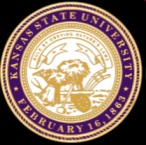 KANSAS STATE UNIVERSITY
FEBRUARY 16, 1863